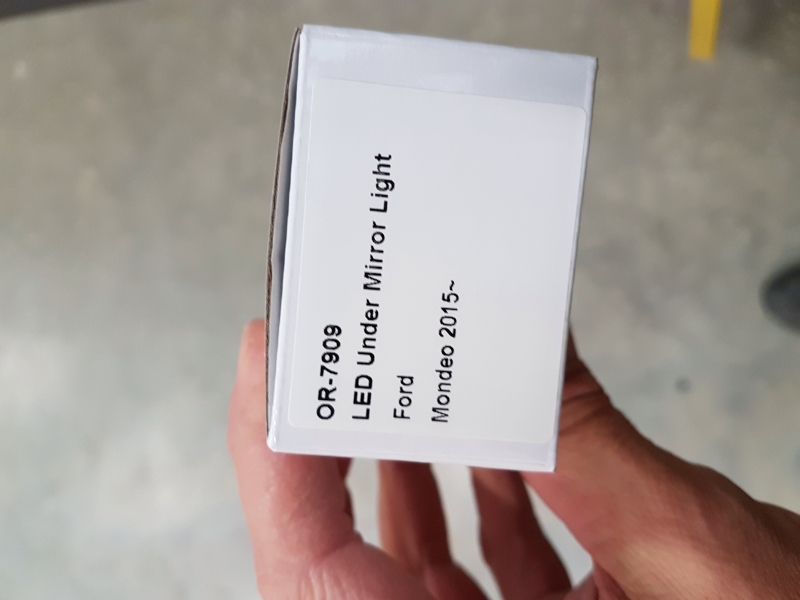 OR-7909
LED Under Mirror Light
Ford
Mondeo 2015~